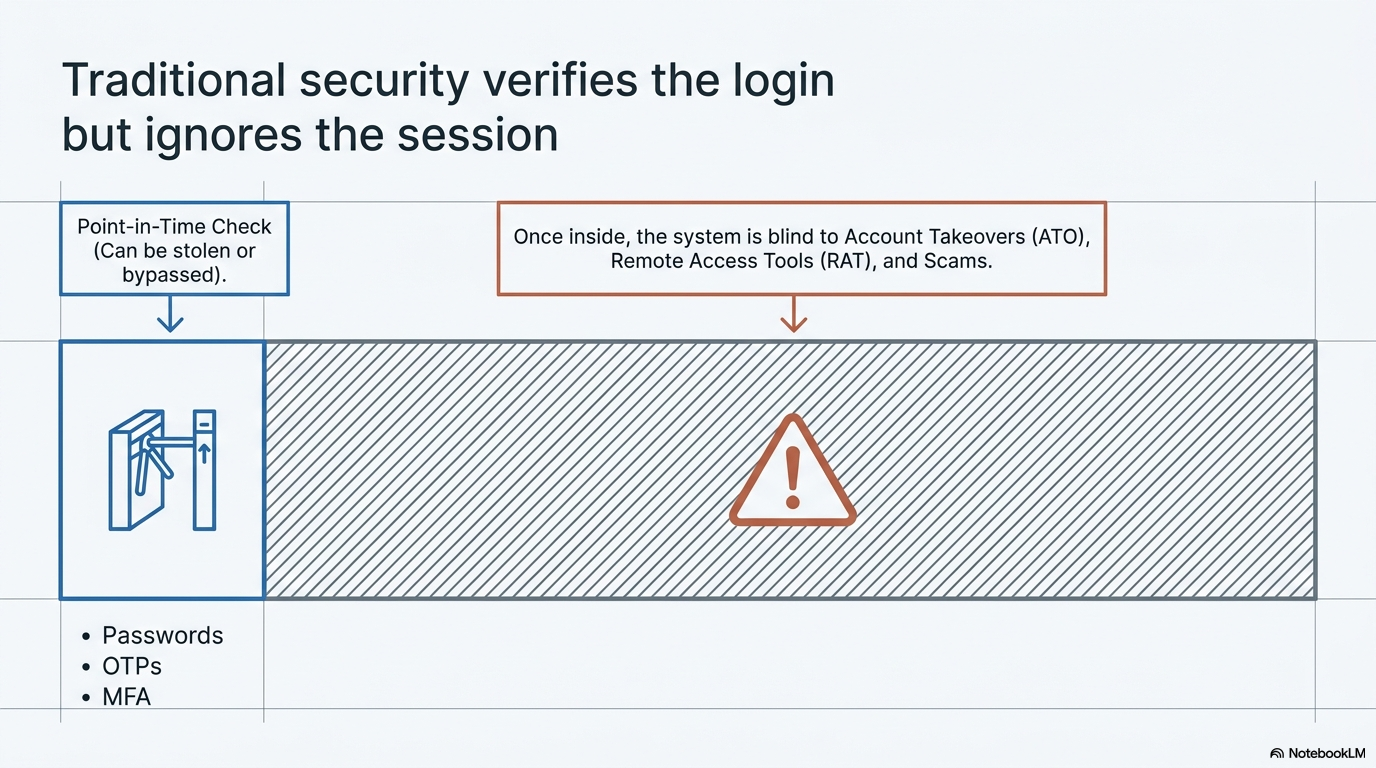 Traditional security verifies the login
but ignores the session
Point-in-Time Check
(Can be stolen or
bypassed).
Once inside, the system is blind to Account Takeovers (ATO),
Remote Access Tools (RAT), and Scams.
• Passwords
• OTPs
• MFA
NotebookLM